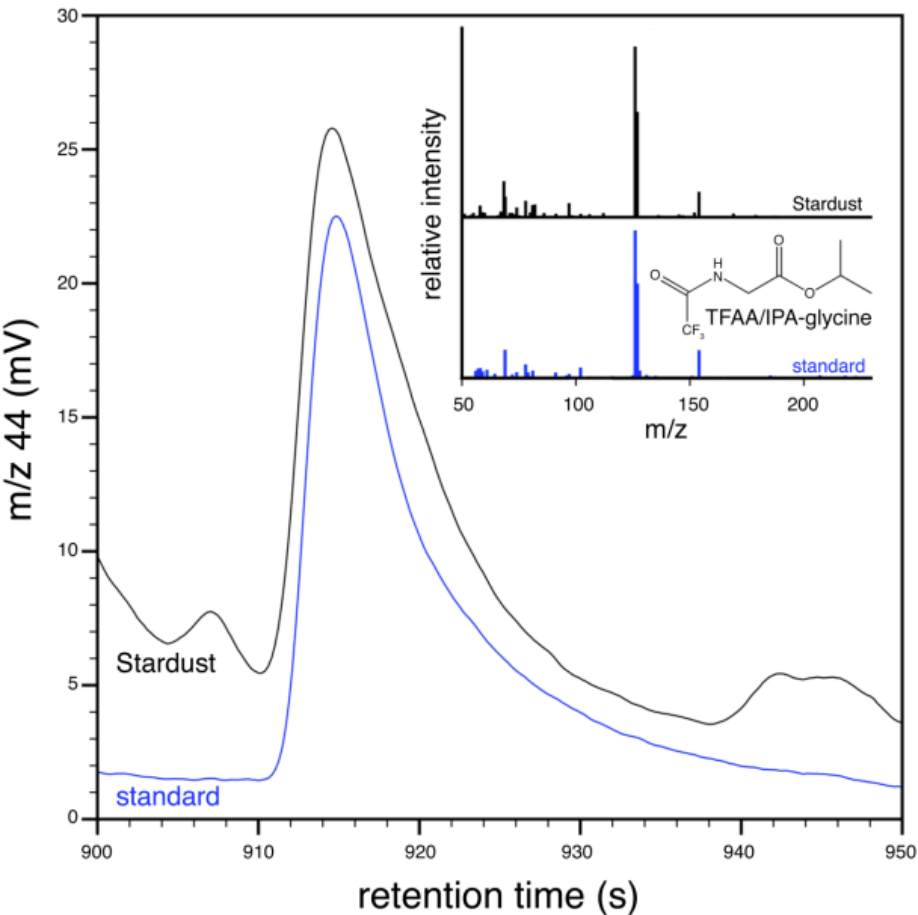 30
25
20
15
10
5
0
m/z 44 (mV)
Stardust
standard
900
910
920
930
940
950
retention time (s)
relative intensity
Stardust
O
H
N
O
O
CF3
TFAA/IPA-glycine
standard
50
100
150
200
m/z